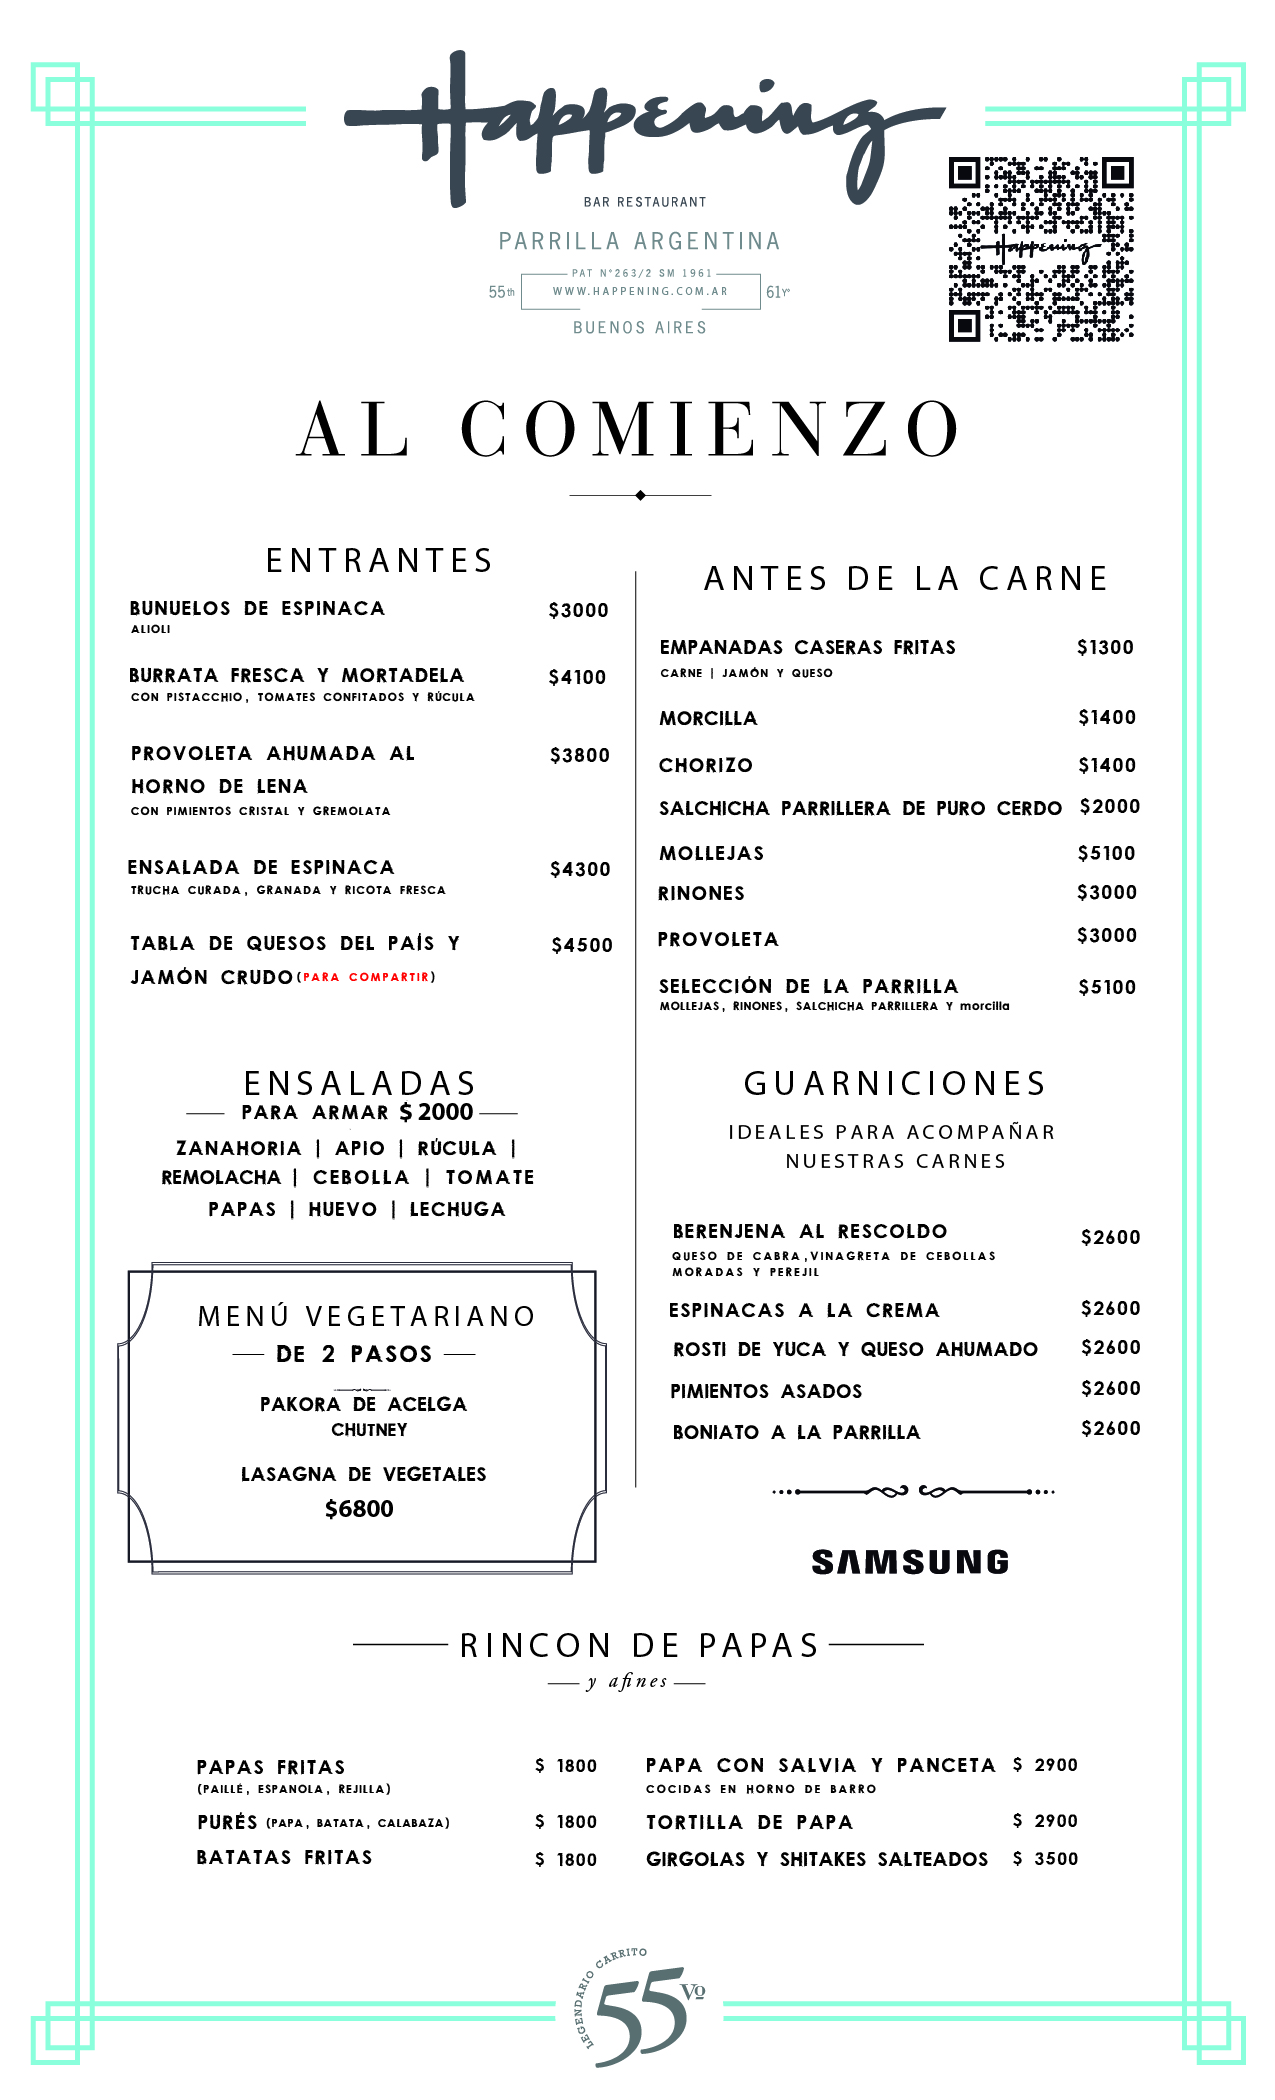 Happening
BAR RESTAURANT
PARRILLA ARGENTINA
PAT N°263/2 SM 1961
55th WWW.HAPPENING.COM.AR 61Yº
BUENOS AIRES
Happening
AL COMIENZO
ENTRANTES
BUNUELOS DE ESPINACA $3000
ALIOLI
BURRATA FRESCA Y MORTADELA $4100
CON PISTACCHIO, TOMATES CONFITADOS Y RÚCULA
PROVOLETA AHUMADA AL $3800
HORNO DE LENA
CON PIMIENTOS CRISTAL Y GREMOLATA
ENSALADA DE ESPINACA $4300
TRUCHA CURADA, GRANADA Y RICOTA FRESCA
TABLA DE QUESOS DEL PAÍS Y $4500
JAMÓN CRUDO (PARA COMPARTIR)
ANTES DE LA CARNE
EMPANADAS CASERAS FRITAS $1300
CARNE | JAMÓN Y QUESO
MORCILLA $1400
CHORIZO $1400
SALCHICHA PARRILLERA DE PURO CERDO $2000
MOLLEJAS $5100
RINONES $3000
PROVOLETA $3000
SELECCIÓN DE LA PARRILLA $5100
MOLLEJAS, RINONES, SALCHICHA PARRILLERA Y morcilla
ENSALADAS
PARA ARMAR $ 2000
ZANAHORIA | APIO | RÚCULA |
REMOLACHA | CEBOLLA | TOMATE
PAPAS | HUEVO | LECHUGA
MENÚ VEGETARIANO
DE 2 PASOS
PAKORA DE ACELGA
CHUTNEY
LASAGNA DE VEGETALES
$6800
GUARNICIONES
IDEALES PARA ACOMPAÑAR
NUESTRAS CARNES
BERENJENA AL RESCOLDO $2600
QUESO DE CABRA,VINAGRETA DE CEBOLLAS
MORADAS Y PEREJIL
ESPINACAS A LA CREMA $2600
ROSTI DE YUCA Y QUESO AHUMADO $2600
PIMIENTOS ASADOS $2600
BONIATO A LA PARRILLA $2600
SAMSUNG
RINCON DE PAPAS
y afines
PAPAS FRITAS $ 1800
(PAILLÉ, ESPANOLA, REJILLA)
PURÉS (PAPA, BATATA, CALABAZA) $ 1800
BATATAS FRITAS $ 1800
PAPA CON SALVIA Y PANCETA $ 2900
COCIDAS EN HORNO DE BARRO
TORTILLA DE PAPA $ 2900
GIRGOLAS Y SHITAKES SALTEADOS $ 3500
LEGENDARIO CARRITO
55 Vº